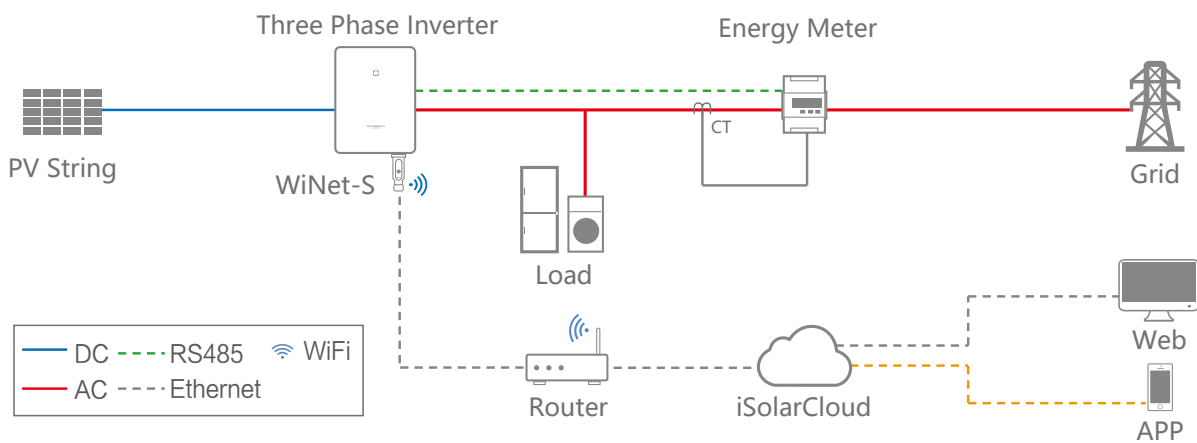 Three Phase Inverter
Energy Meter
CT
PV String
WiNet-S
Grid
Load
DC
RS485
WiFi
AC
Ethernet
Router
iSolarCloud
Web
APP